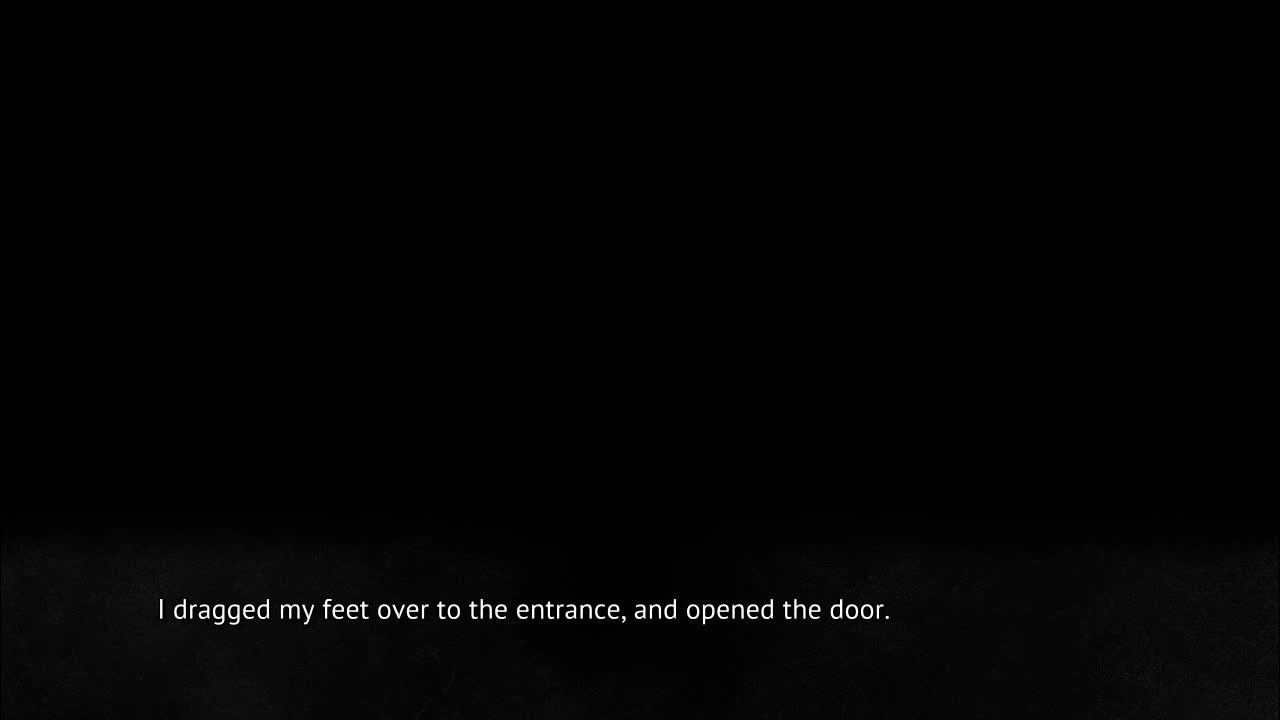 I dragged my feet over to the entrance, and opened the door.